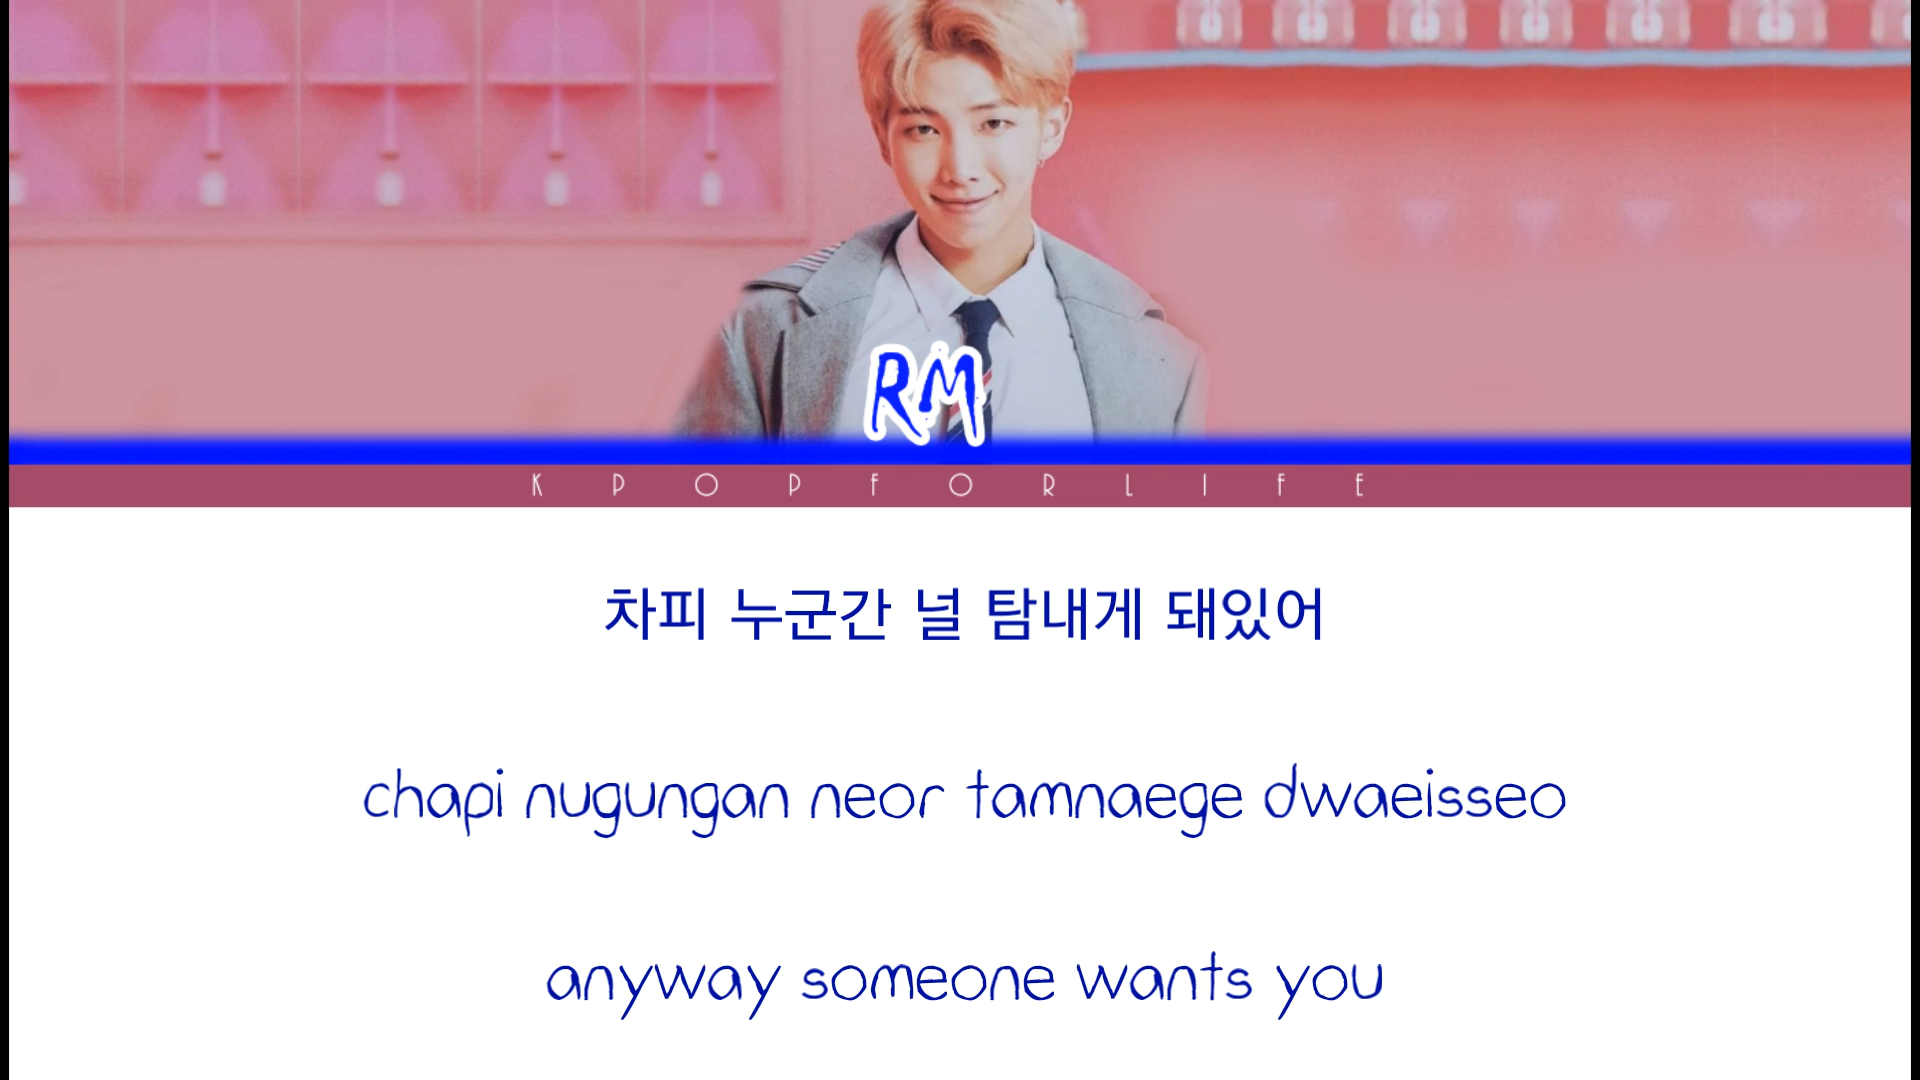 RM
KPOPFORLIFE
차피 누군간 널 탐내게 돼있어
chapi nugungan neor tamnaege dwaeisseo
anyway someone wants you